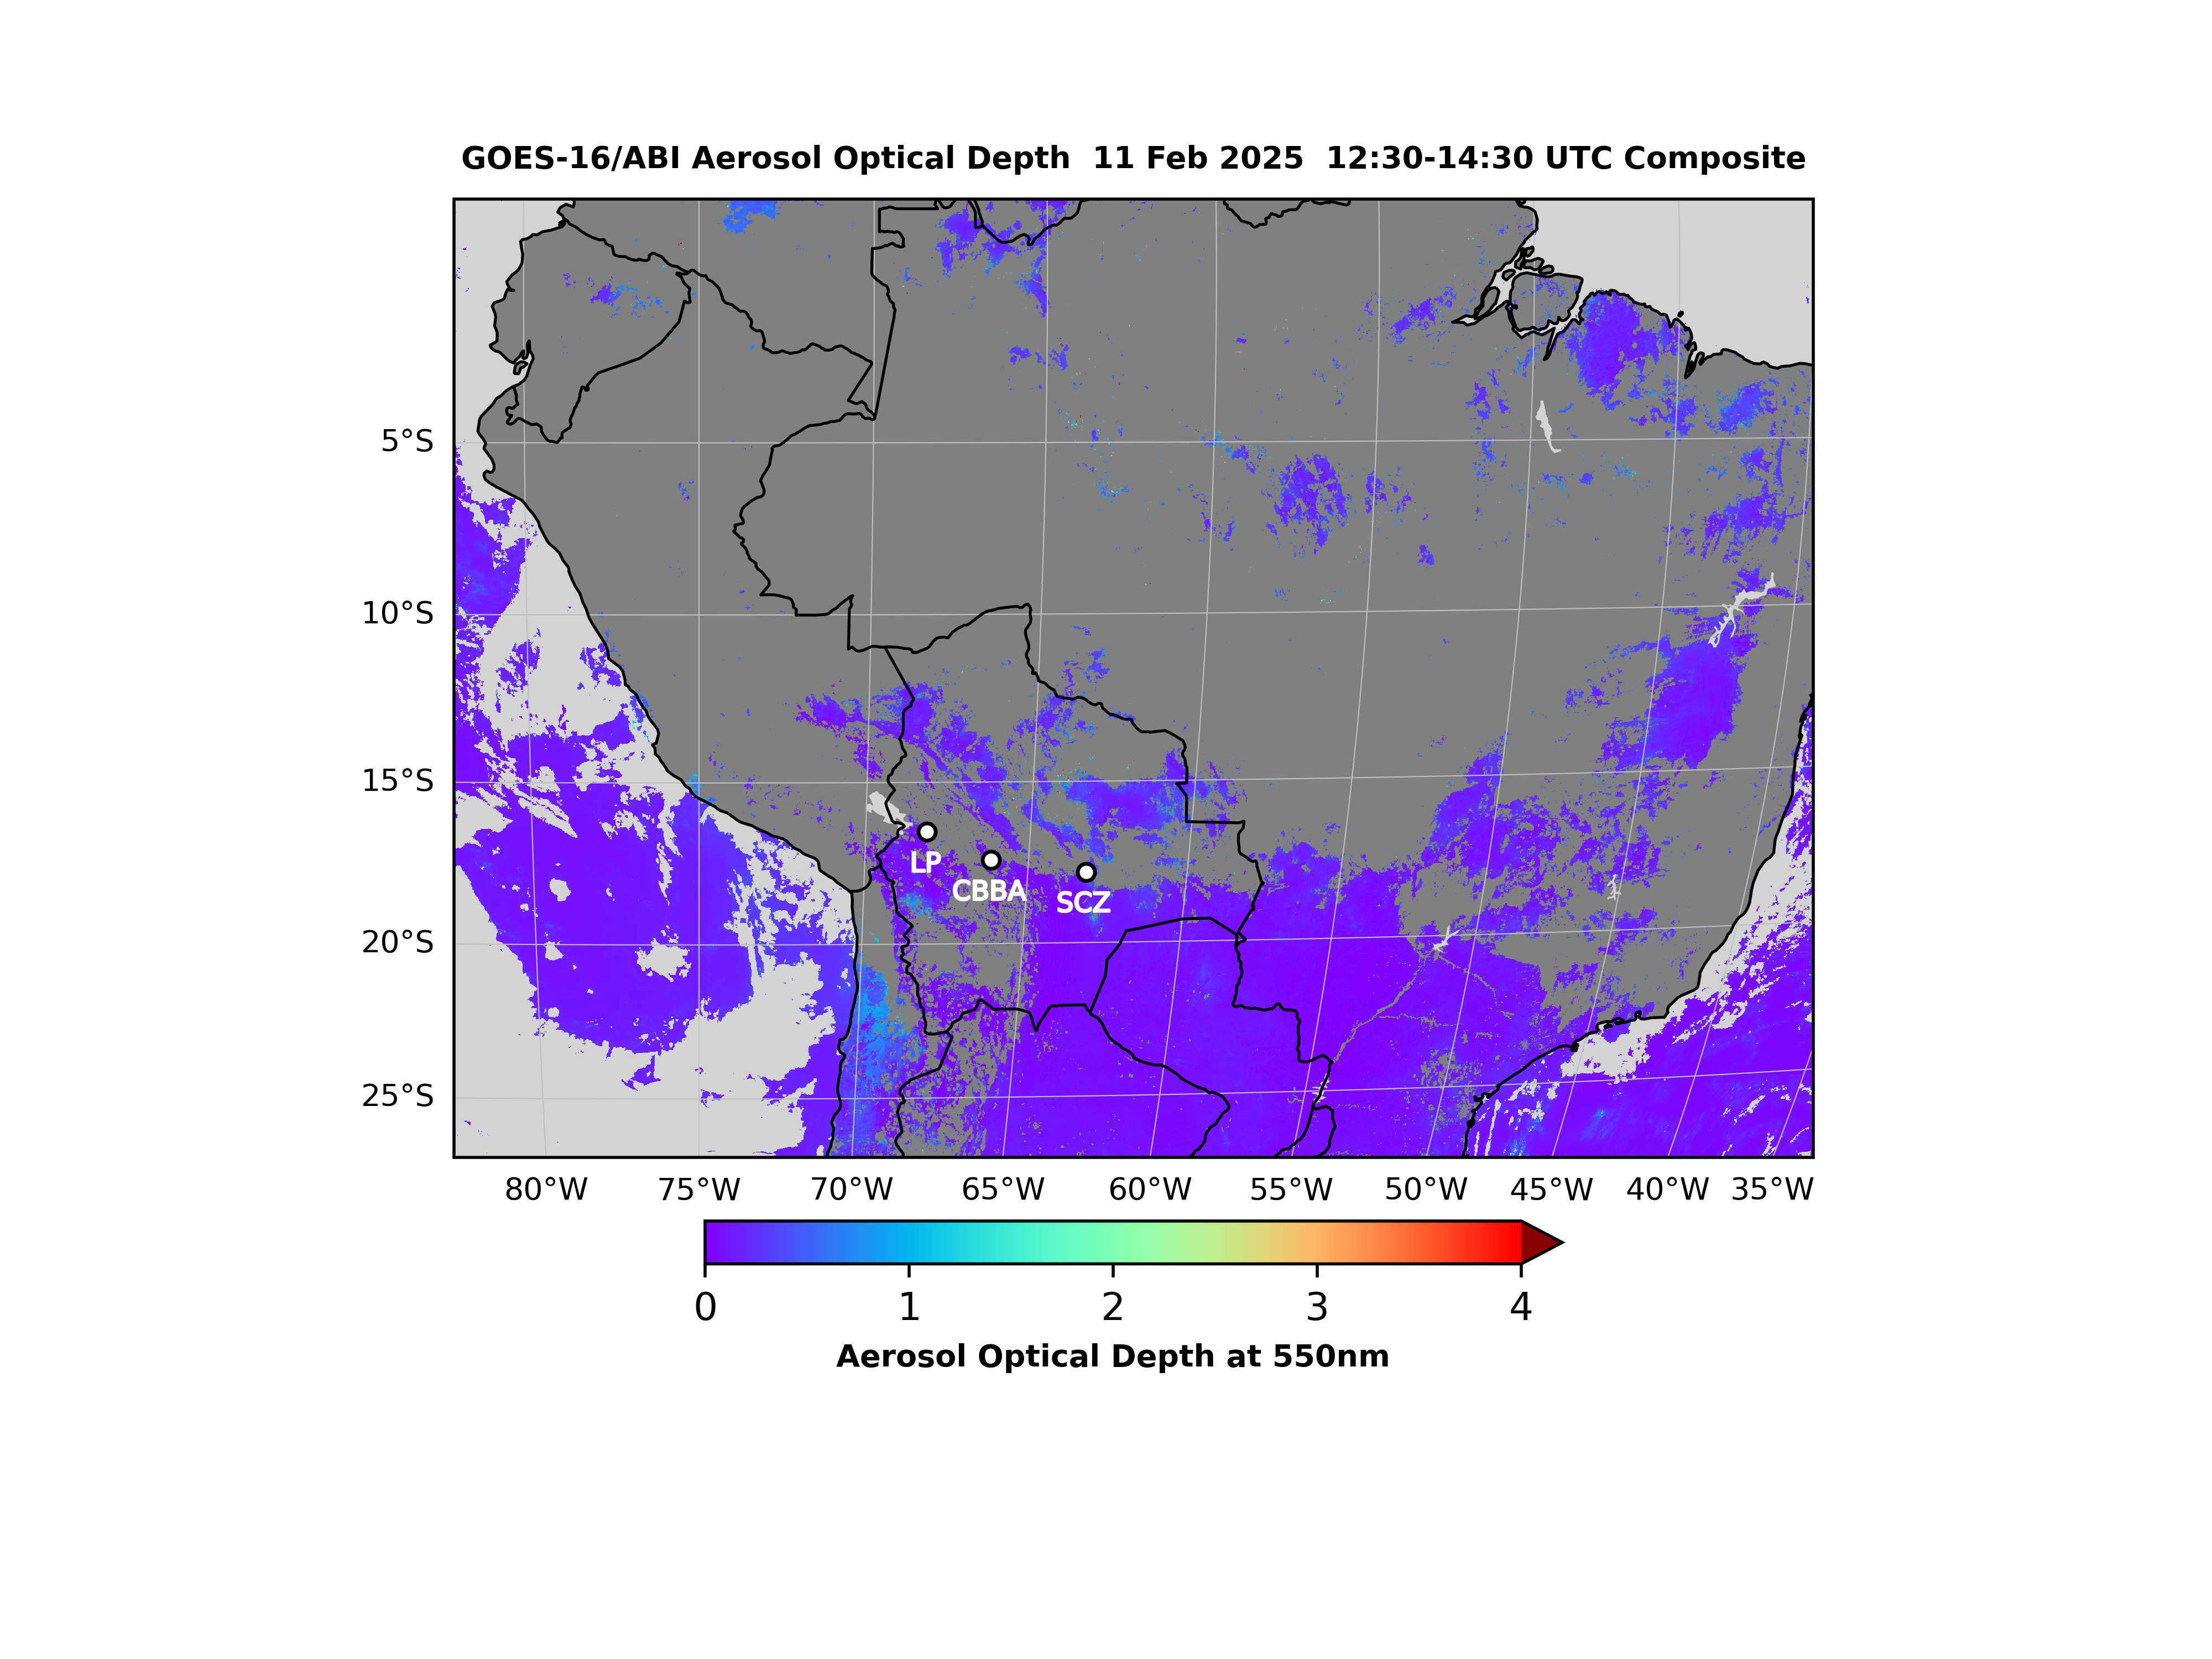 GOES-16/ABI Aerosol Optical Depth  11 Feb 2025  12:30-14:30 UTC Composite
5°S
10°S
15°S
LP
CBBA
SCZ
20°S
25°S
80°W 75°W 70°W 65°W 60°W 55°W 50°W 45°W 40°W 35°W
0 1 2 3 4
Aerosol Optical Depth at 550nm